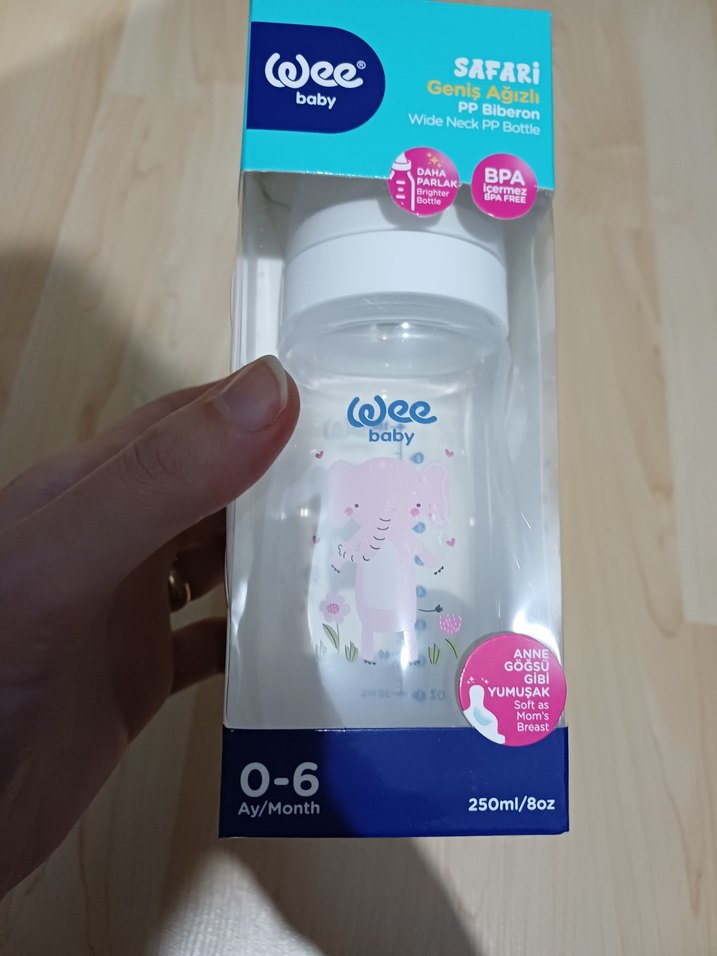 Wee®
baby
SAFARİ
Geniş Ağızlı
PP Biberon
Wide Neck PP Bottle
DAHA
PARLAK
Brighter
Bottle
BPA
İçermez
BPA FREE
Wee
baby
ANNE
GÖĞSÜ
GİBİ
YUMUŞAK
Soft as
Mom's
Breast
0-6
Ay/Month
250ml/8oz